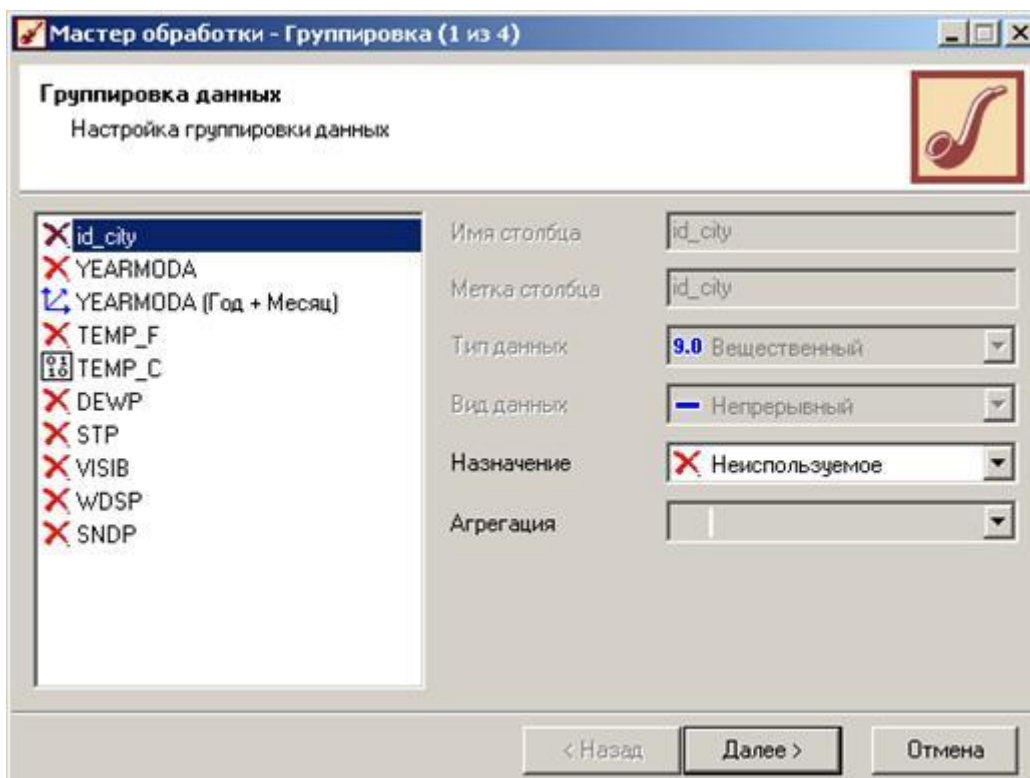 Мастер обработки - Группировка (1 из 4)
Группировка данных
Настройка группировки данных
id_city
YEARMODA
YEARMODA (Год + Месяц)
TEMP_F
TEMP_C
DEWP
STP
VISIB
WDSP
SNDP
Имя столбца id_city
Метка столбца id_city
Тип данных 9.0 Вещественный
Вид данных Непрерывный
Назначение Неиспользуемое
Агрегация
< Назад Далее > Отмена